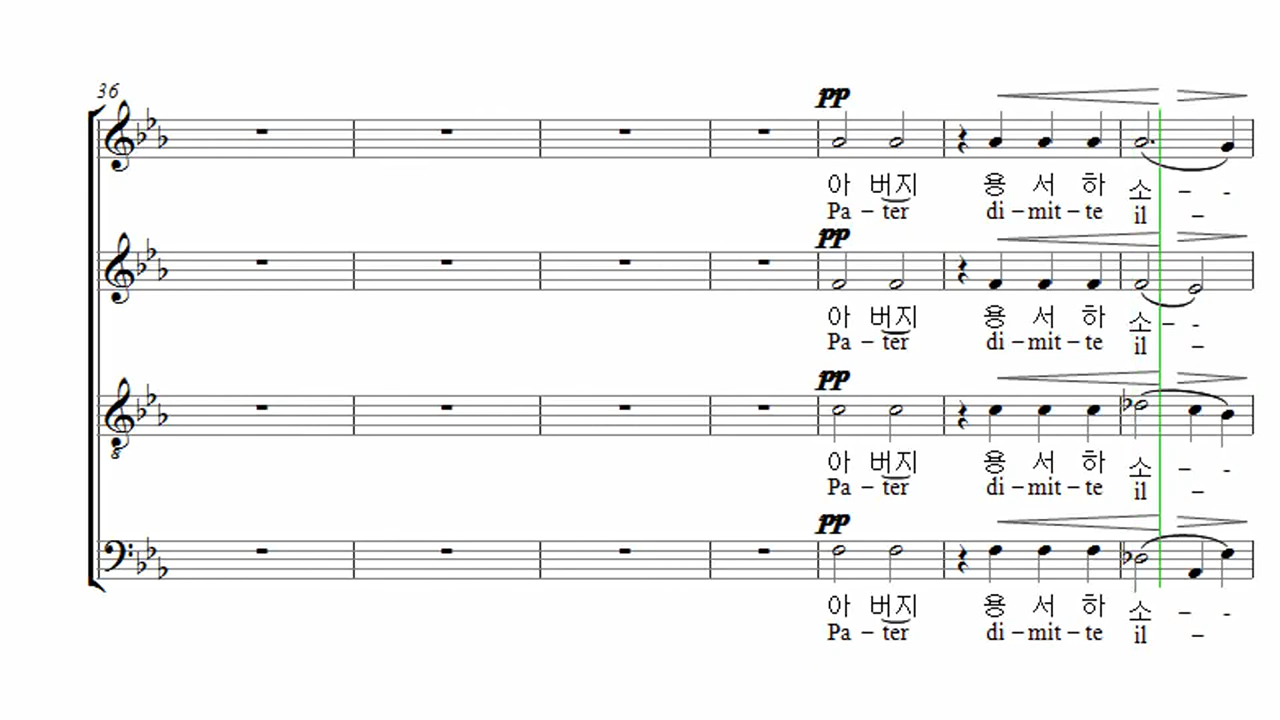 36
pp
아 버지 용 서 하 소 – -
Pa – ter di – mit – te il –
pp
아 버지 용 서 하 소 – -
Pa – ter di – mit – te il –
pp
8
아 버지 용 서 하 소 – -
Pa – ter di – mit – te il –
pp
아 버지 용 서 하 소 – -
Pa – ter di – mit – te il –